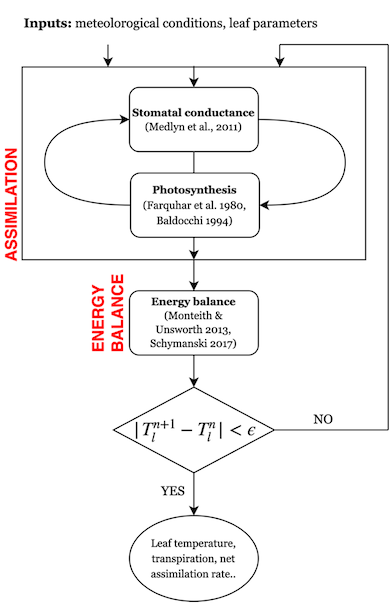 Inputs: meteolorogical conditions, leaf parameters
ASSIMILATION
Stomatal conductance
(Medlyn et al., 2011)
Photosynthesis
(Farquhar et al. 1980,
Baldocchi 1994)
ENERGY
BALANCE
Energy balance
(Monteith &
Unsworth 2013,
Schymanski 2017)
|T_l^{n+1} − T_l^n| < ϵ
NO
YES
Leaf temperature,
transpiration, net
assimilation rate..